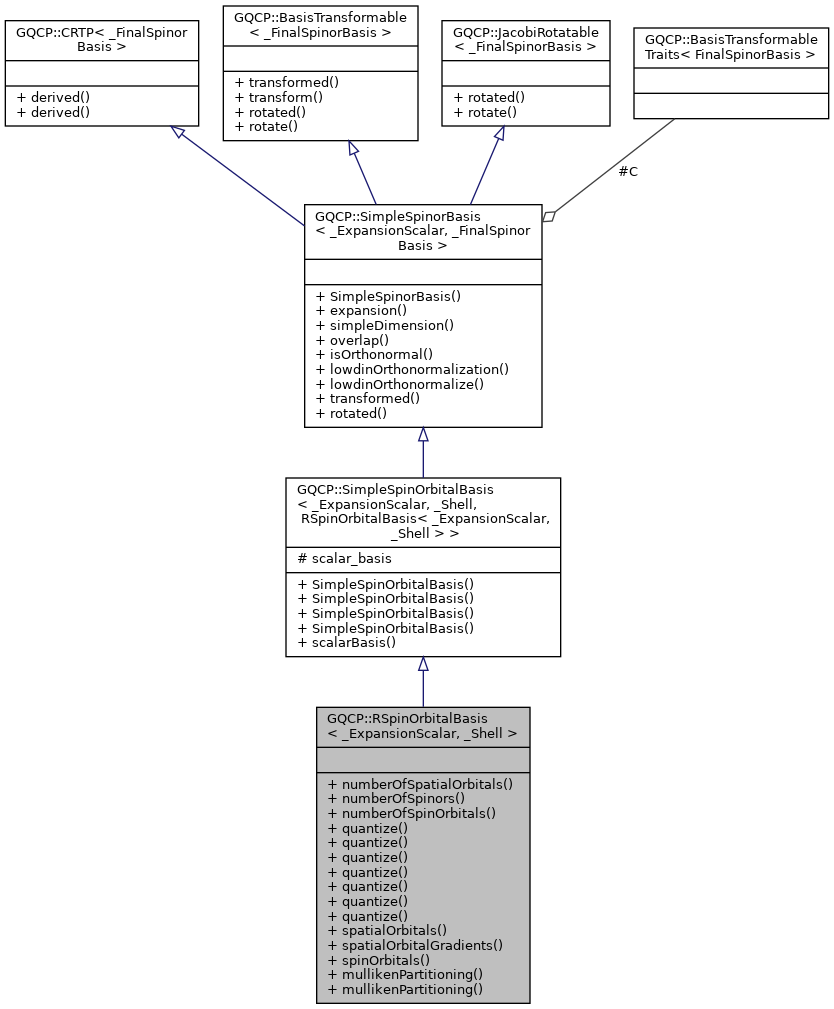 GQCP::CRTP< _FinalSpinor
Basis >
+ derived()
+ derived()
GQCP::BasisTransformable
< _FinalSpinorBasis >
+ transformed()
+ transform()
+ rotated()
+ rotate()
GQCP::JacobiRotatable
< _FinalSpinorBasis >
+ rotated()
+ rotate()
GQCP::BasisTransformable
Traits< FinalSpinorBasis >
#C
GQCP::SimpleSpinorBasis
< _ExpansionScalar, _FinalSpinor
Basis >
+ SimpleSpinorBasis()
+ expansion()
+ simpleDimension()
+ overlap()
+ isOrthonormal()
+ lowdinOrthonormalization()
+ lowdinOrthonormalize()
+ transformed()
+ rotated()
GQCP::SimpleSpinOrbitalBasis
< _ExpansionScalar, _Shell,
RSpinOrbitalBasis< _ExpansionScalar,
_Shell > >
# scalar_basis
+ SimpleSpinOrbitalBasis()
+ SimpleSpinOrbitalBasis()
+ SimpleSpinOrbitalBasis()
+ SimpleSpinOrbitalBasis()
+ scalarBasis()
GQCP::RSpinOrbitalBasis
< _ExpansionScalar, _Shell >
+ numberOfSpatialOrbitals()
+ numberOfSpinors()
+ numberOfSpinOrbitals()
+ quantize()
+ quantize()
+ quantize()
+ quantize()
+ quantize()
+ quantize()
+ quantize()
+ spatialOrbitals()
+ spatialOrbitalGradients()
+ spinOrbitals()
+ mullikenPartitioning()
+ mullikenPartitioning()